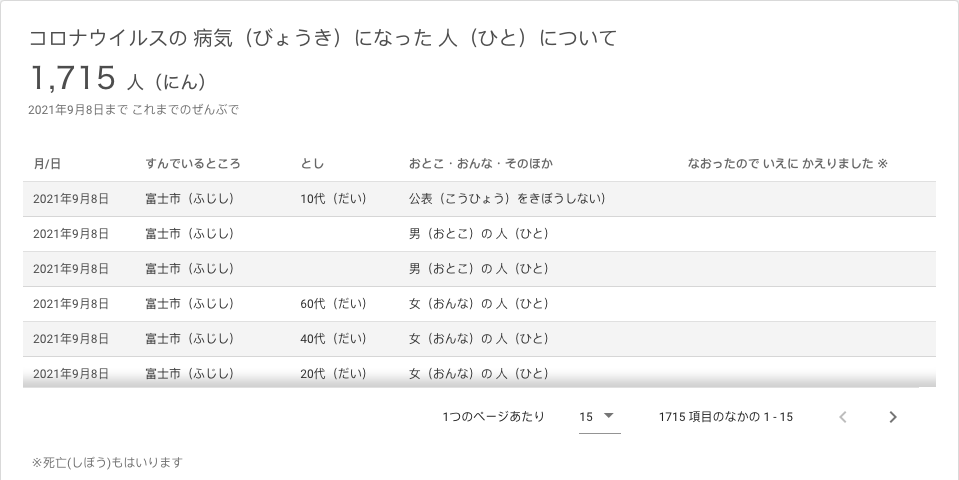 コロナウイルスの 病気（びょうき）になった 人（ひと）について
1,715 人（にん）
2021年9月8日まで これまでのぜんぶで
月/日 すんでいるところ とし おとこ・おんな・そのほか なおったので いえに かえりました ※
2021年9月8日 富士市（ふじし） 10代（だい） 公表（こうひょう）をきぼうしない）
2021年9月8日 富士市（ふじし） 男（おとこ）の 人（ひと）
2021年9月8日 富士市（ふじし） 男（おとこ）の 人（ひと）
2021年9月8日 富士市（ふじし） 60代（だい） 女（おんな）の 人（ひと）
2021年9月8日 富士市（ふじし） 40代（だい） 女（おんな）の 人（ひと）
2021年9月8日 富士市（ふじし） 20代（だい） 女（おんな）の 人（ひと）
1つのページあたり 15 1715 項目のなかの 1 - 15
※死亡(しぼう)もはいります